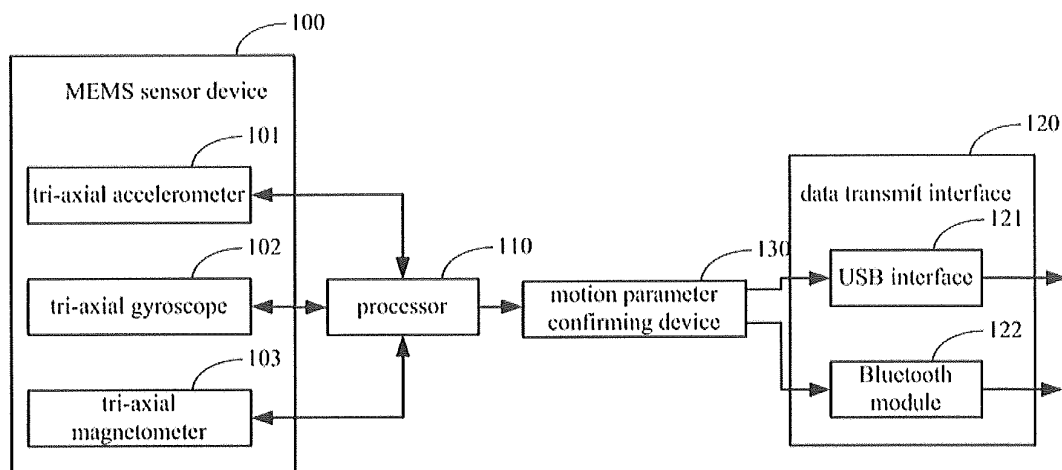 100
MEMS sensor device
101
tri-axial accelerometer
102
tri-axial gyroscope
103
tri-axial
magnetometer
110
processor
130
motion parameter
confirming device
120
data transmit interface
121
USB interface
122
Bluetooth
module